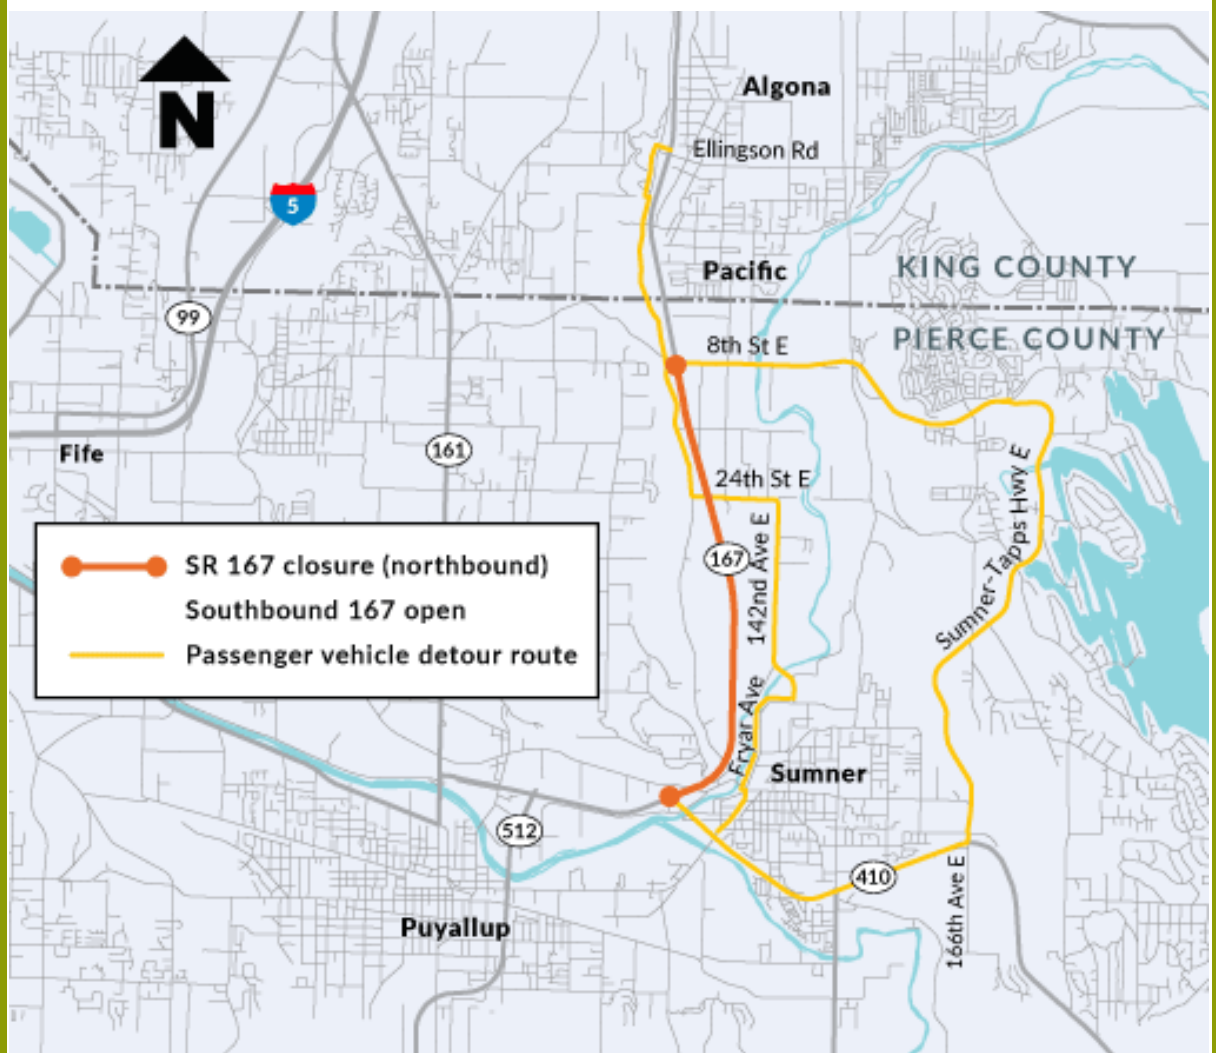 N
Algona
Ellingson Rd
5
Pacific
KING COUNTY
99
PIERCE COUNTY
8th St E
Fife
161
24th St E
Sumner-Tapps Hwy E
142nd Ave E
167
SR 167 closure (northbound)
Southbound 167 open
Passenger vehicle detour route
Fryar Ave
Sumner
512
410
166th Ave E
Puyallup